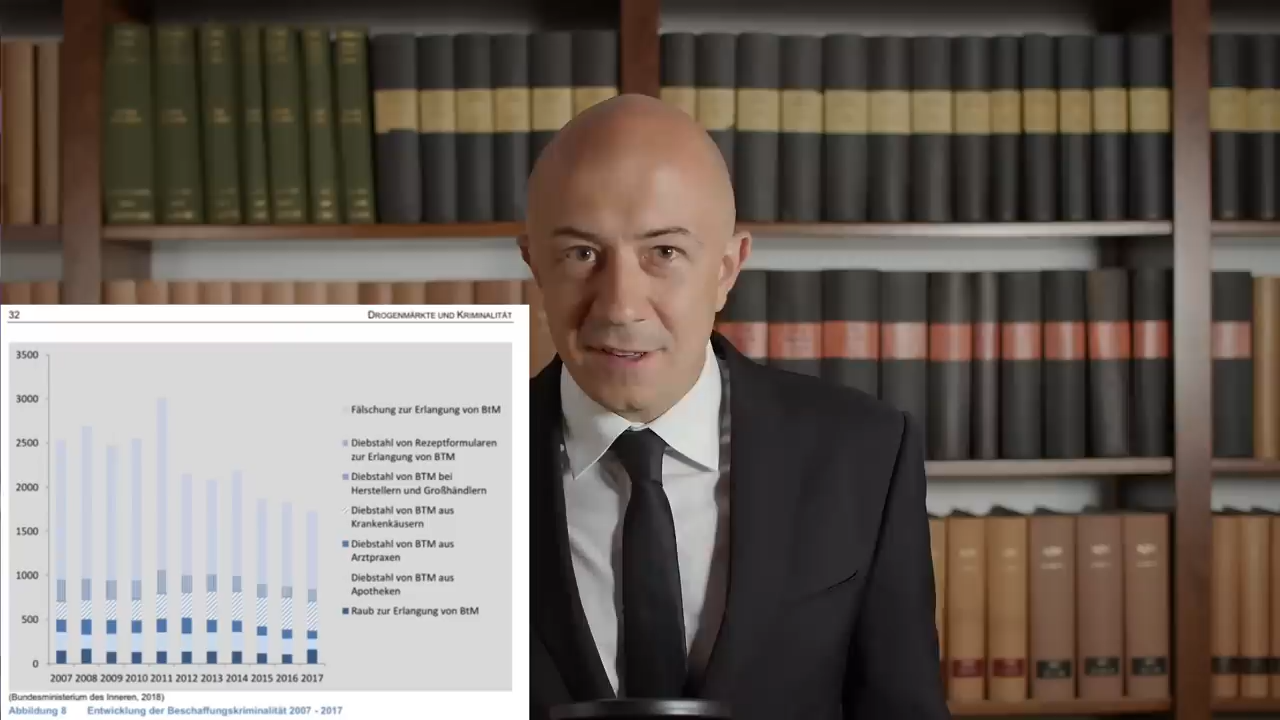 32
DROGENMÄRKTE UND KRIMINALITÄT
3500
3000
2500
2000
1500
1000
500
0
2007 2008 2009 2010 2011 2012 2013 2014 2015 2016 2017
Fälschung zur Erlangung von BtM
Diebstahl von Rezeptformularen
zur Erlangung von BTM
Diebstahl von BTM bei
Herstellern und Großhändlern
Diebstahl von BTM aus
Krankenkäusern
Diebstahl von BTM aus
Arztpraxen
Diebstahl von BTM aus
Apotheken
Raub zur Erlangung von BtM
(Bundesministerium des Inneren, 2018)
Abbildung 8 Entwicklung der Beschaffungskriminalität 2007 - 2017